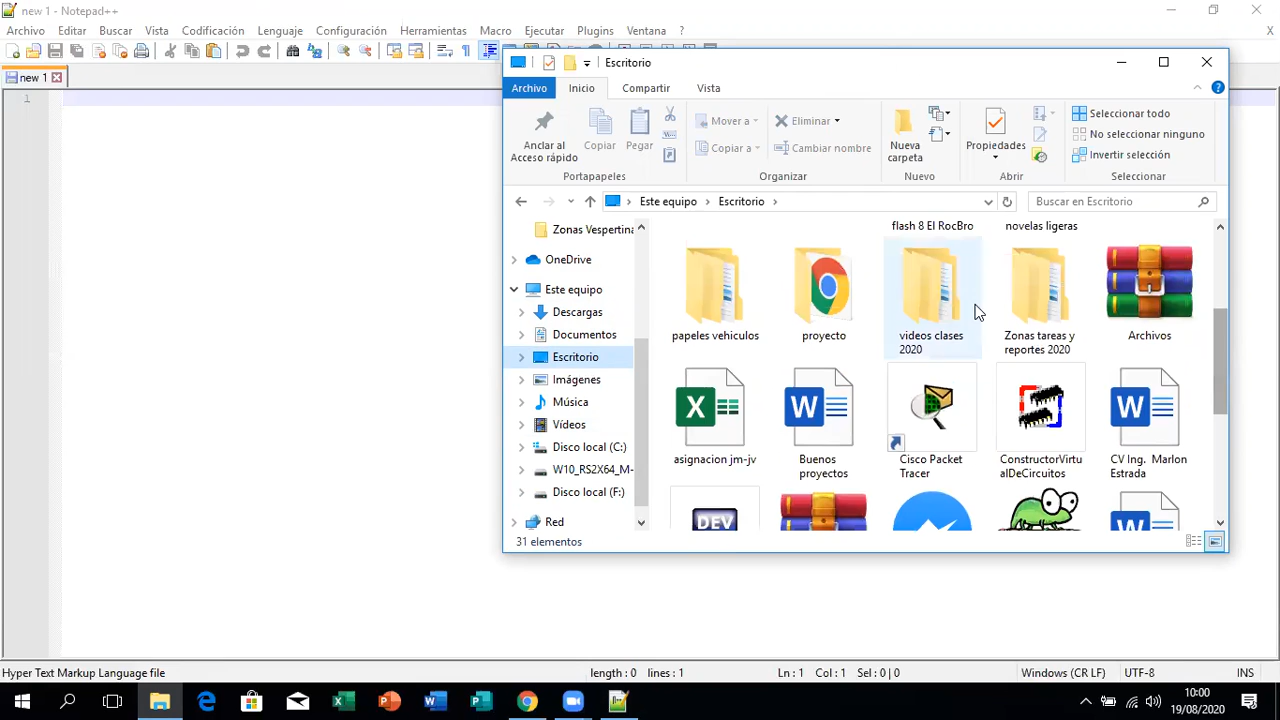 new 1 - Notepad++
Archivo Editar Buscar Vista Codificación Lenguaje Configuración Herramientas Macro Ejecutar Plugins Ventana ? X
new 1
1
Escritorio
Archivo Inicio Compartir Vista
Anclar al Acceso rápido
Copiar
Pegar
Portapapeles
Mover a
Copiar a
Eliminar
Cambiar nombre
Organizar
Nueva carpeta
Nuevo
Propiedades
Abrir
Seleccionar todo
No seleccionar ninguno
Invertir selección
Seleccionar
Este equipo > Escritorio >
Buscar en Escritorio
Zonas Vespertina
OneDrive
Este equipo
Descargas
Documentos
Escritorio
Imágenes
Música
Vídeos
Disco local (C:)
W10_RS2X64_M-
Disco local (F:)
Red
flash 8 El RocBro
novelas ligeras
papeles vehiculos
proyecto
videos clases 2020
Zonas tareas y reportes 2020
Archivos
asignacion jm-jv
Buenos proyectos
Cisco Packet Tracer
ConstructorVirtualDeCircuitos
CV Ing. Marlon Estrada
DEV
31 elementos
Hyper Text Markup Language file length : 0 lines : 1 Ln : 1 Col : 1 Sel : 0 | 0 Windows (CR LF) UTF-8 INS
10:00
19/08/2020